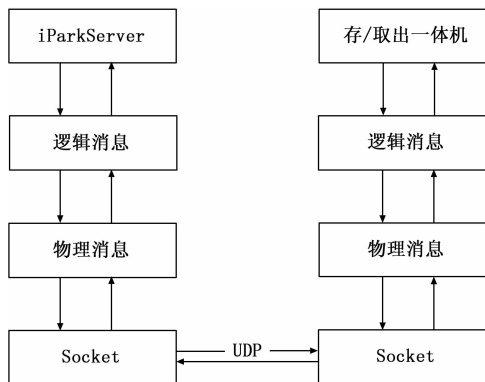 iParkServer 存/取出一体机
逻辑消息 逻辑消息
物理消息 物理消息
UDP
Socket Socket